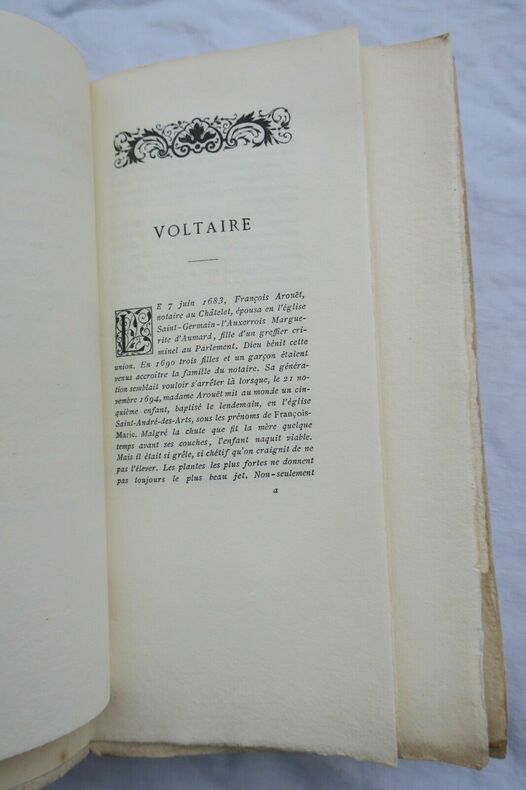 VOLTAIRE
LE 7 juin 1683, François Arouët,
notaire au Châtelet, épousa en l'église
Saint-Germain-l'Auxerrois Margue-
rite d'Aumard, fille d'un greffier cri-
minel au Parlement. Dieu bénit cette
union. En 1690 trois filles et un garçon étaient
venus accroître la famille du notaire. Sa généra-
tion semblait vouloir s'arrêter là lorsque, le 21 no-
vembre 1694, madame Arouët mit au monde un cin-
quième enfant, baptisé le lendemain, en l'église
Saint-André-des-Arts, sous les prénoms de François-
Marie. Malgré la chute que fit la mère quelque
temps avant ses couches, l'enfant naquit viable.
Mais il était si grêle, si chétif qu'on craignit de ne
pas l'élever. Les plantes les plus fortes ne donnent
pas toujours le plus beau jet. Non-seulement
a